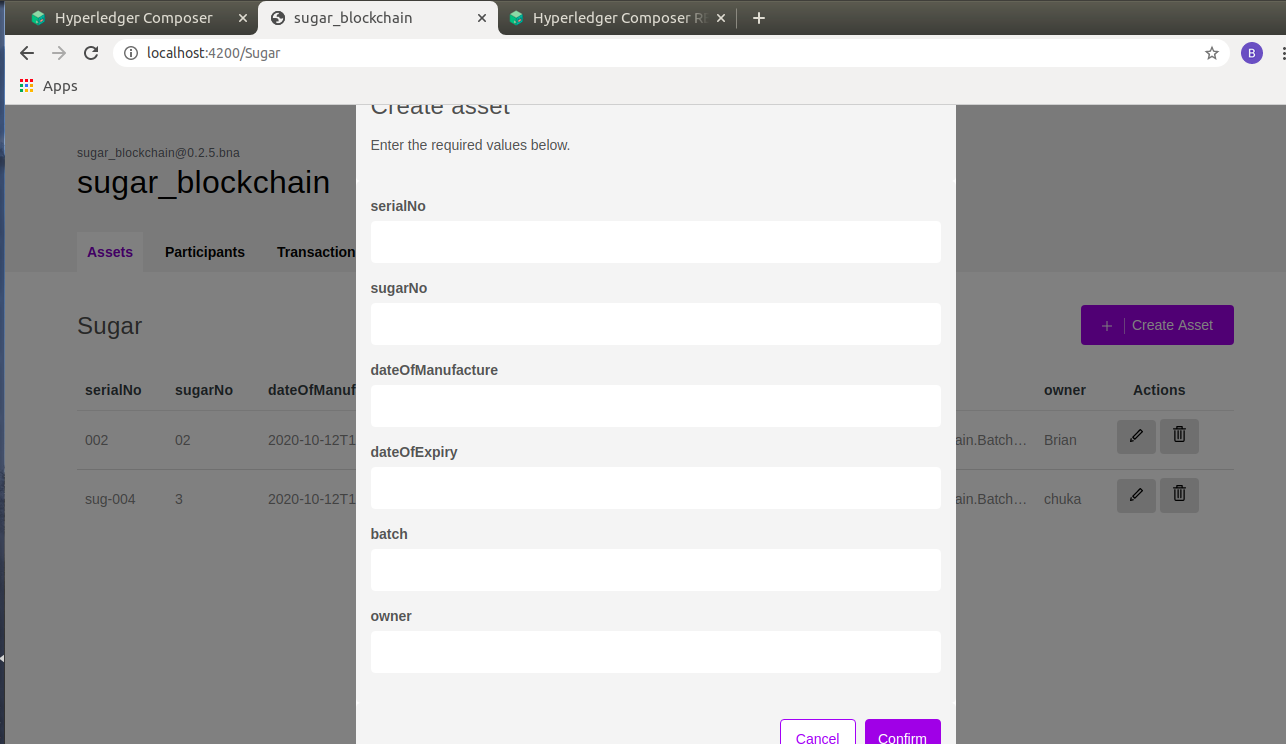 Hyperledger Composer
sugar_blockchain
Hyperledger Composer RE
localhost:4200/Sugar
B
Apps
Create asset
Enter the required values below.
sugar_blockchain@0.2.5.bna
sugar_blockchain
Assets Participants Transaction
serialNo
sugarNo
dateOfManufacture
dateOfExpiry
batch
owner
Cancel Confirm
Sugar
+ Create Asset
serialNo sugarNo dateOfManuf owner Actions
002 02 2020-10-12T1 ain.Batch… Brian
sug-004 3 2020-10-12T1 ain.Batch… chuka